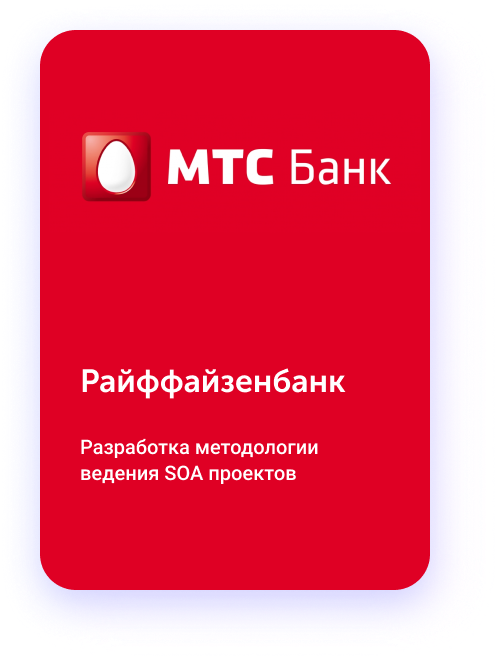 МТС Банк
Райффайзенбанк
Разработка методологии
ведения SOA проектов